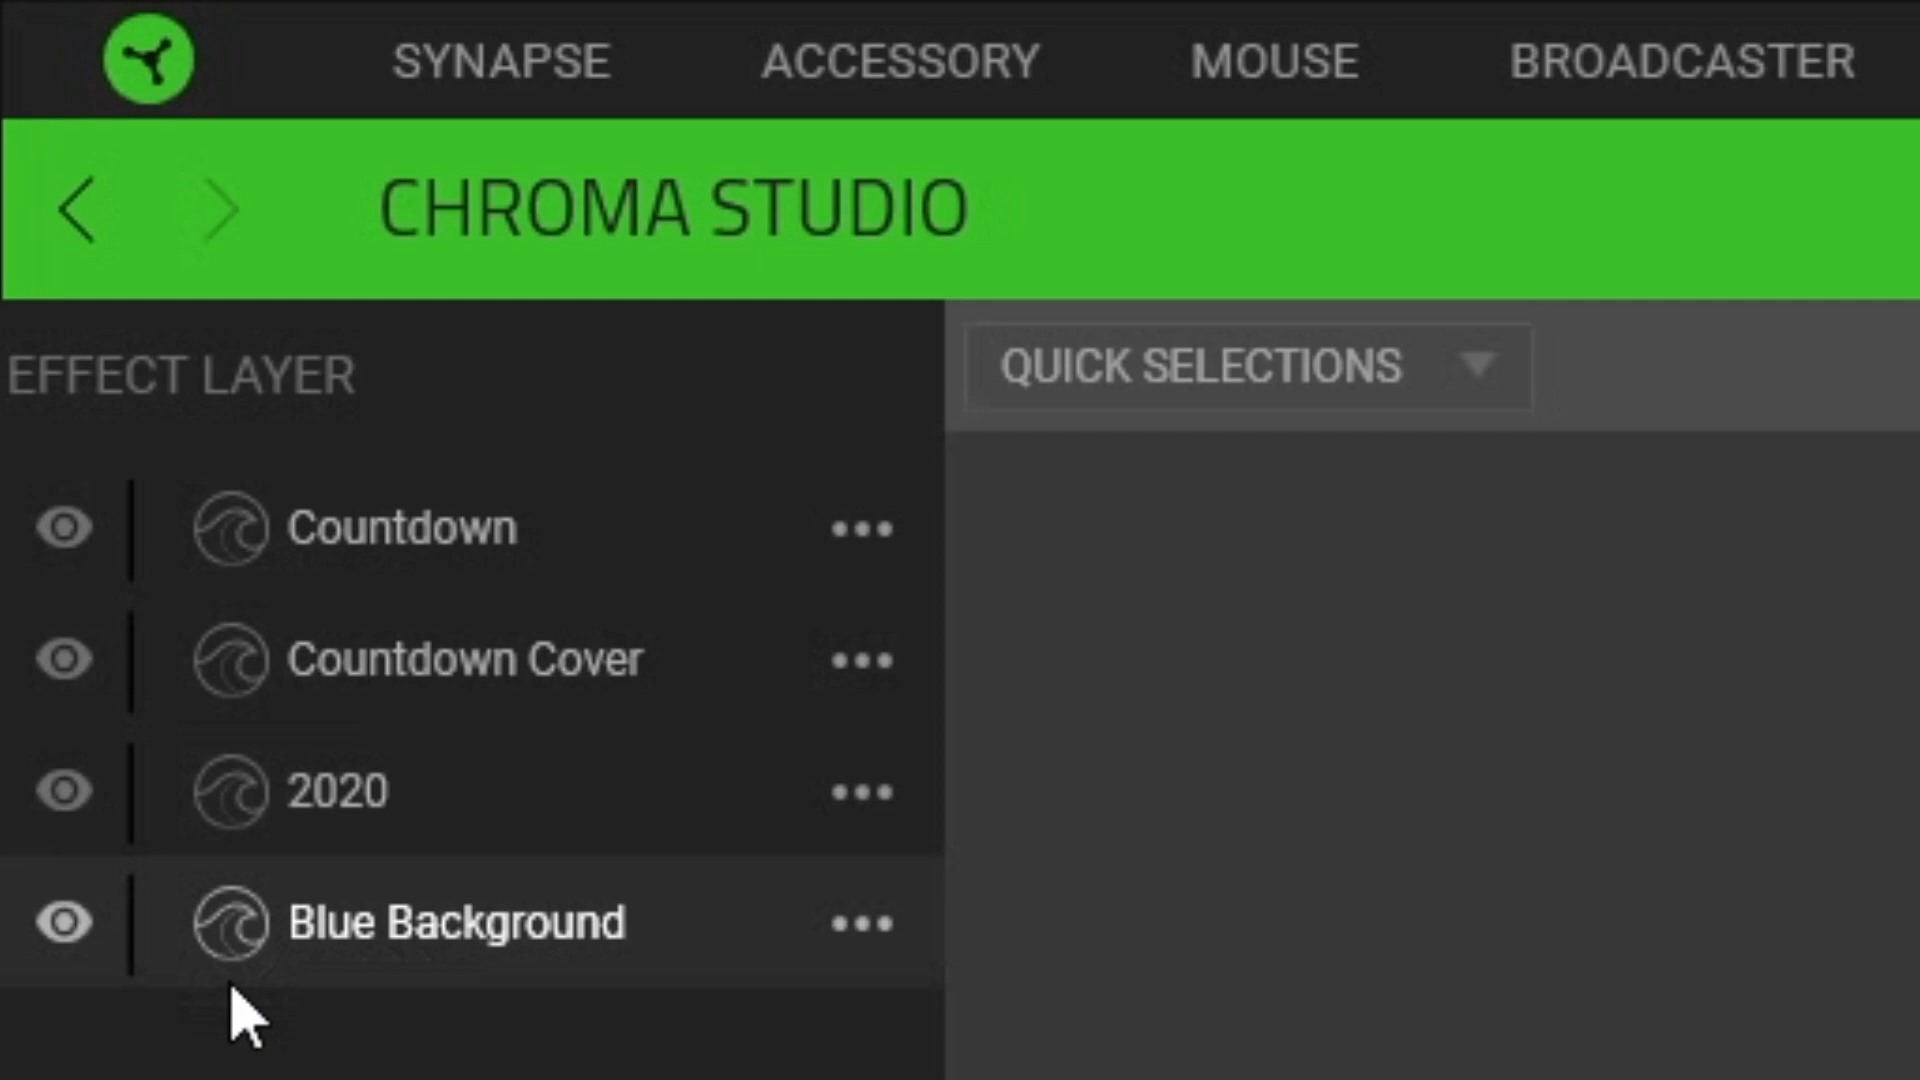 SYNAPSE ACCESSORY MOUSE BROADCASTER
CHROMA STUDIO
EFFECT LAYER
QUICK SELECTIONS
Countdown
Countdown Cover
2020
Blue Background